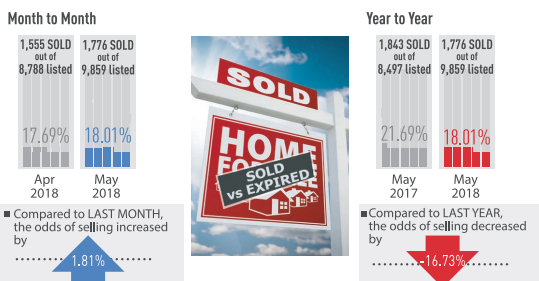 Month to Month
1,555 SOLD
out of
8,788 listed
17.69%
Apr
2018
1,776 SOLD
out of
9,859 listed
18.01%
May
2018
Compared to LAST MONTH,
the odds of selling increased
by
1.81%
SOLD
HOME
SOLD
vs EXPIRED
Year to Year
1,843 SOLD
out of
8,497 listed
21.69%
May
2017
1,776 SOLD
out of
9,859 listed
18.01%
May
2018
Compared to LAST YEAR,
the odds of selling decreased
by
-16.73%